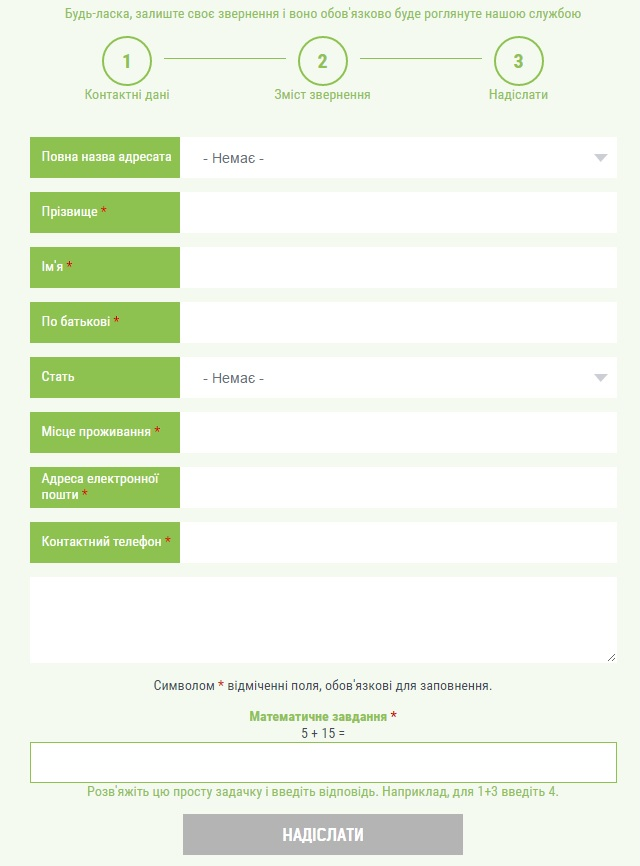 Будь-ласка, залиште своє звернення і воно обов'язково буде роглянуте нашою службою
1 2 3
Контактні дані Зміст звернення Надіслати
Повна назва адресата - Немає -
Прізвище *
Ім'я *
По батькові *
Стать - Немає -
Місце проживання *
Адреса електронної
пошти *
Контактний телефон *
Символом * відміченні поля, обов'язкові для заповнення.
Математичне завдання *
5 + 15 =
Розв'яжіть цю просту задачку і введіть відповідь. Наприклад, для 1+3 введіть 4.
НАДІСЛАТИ